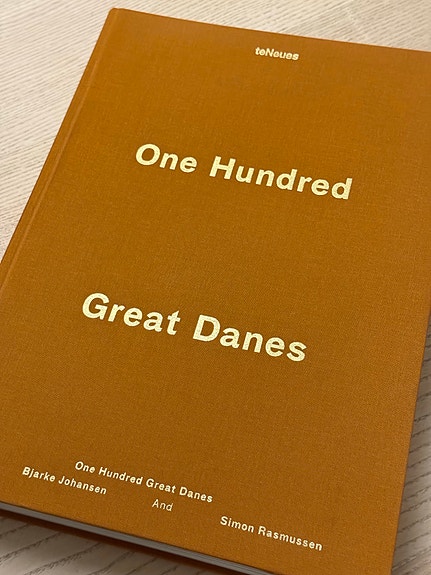 teNeues
One Hundred
Great Danes
One Hundred Great Danes
Bjarke Johansen And Simon Rasmussen